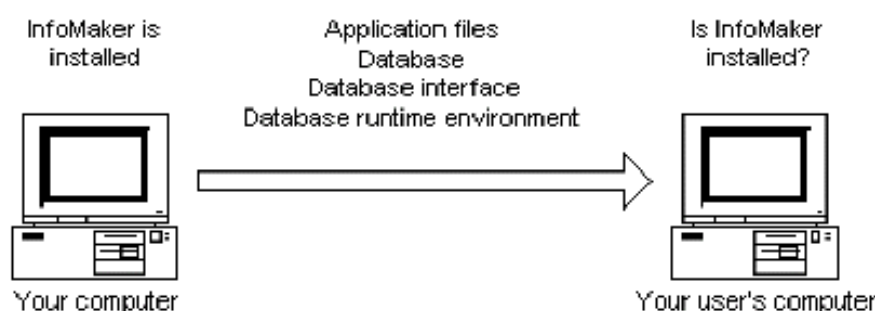 InfoMaker is
installed
Application files
Database
Database interface
Database runtime environment
Is InfoMaker
installed?
Your computer
Your user's computer